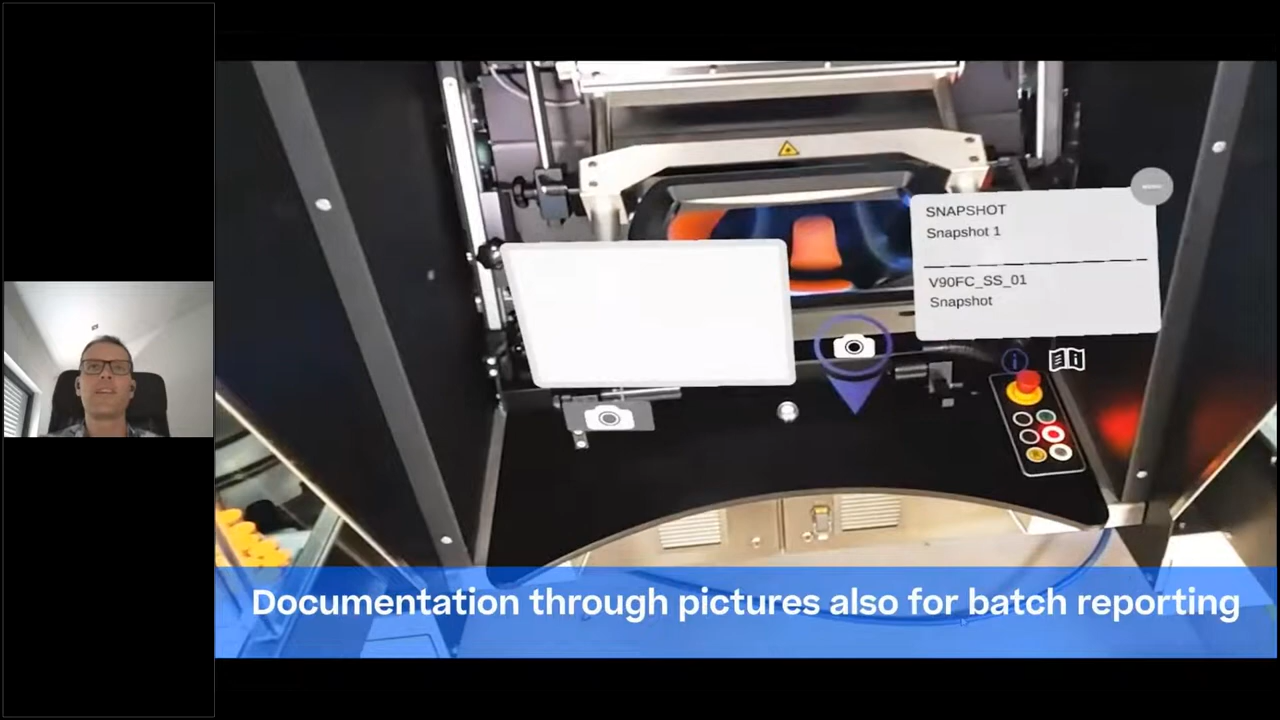 SNAPSHOT
Snapshot 1
V90FC_SS_01
Snapshot
Documentation through pictures also for batch reporting